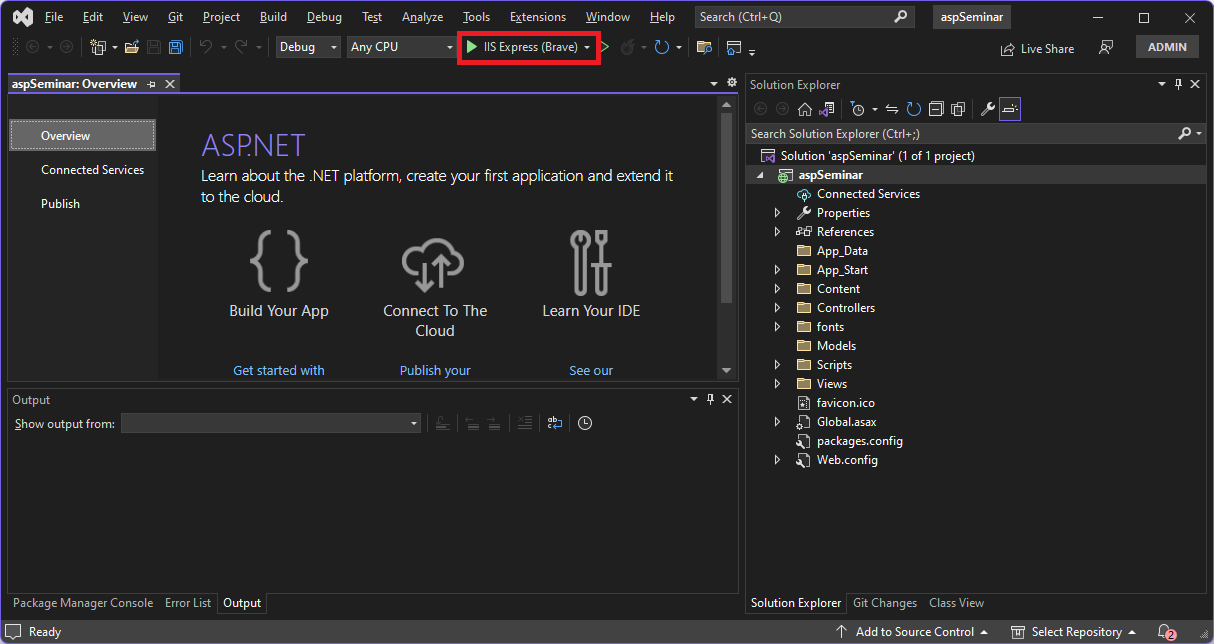 File Edit View Git Project Build Debug Test Analyze Tools Extensions Window Help Search (Ctrl+Q) aspSeminar
Debug Any CPU IIS Express (Brave) Live Share ADMIN
aspSeminar: Overview
Overview
Connected Services
Publish
ASP.NET
Learn about the .NET platform, create your first application and extend it
to the cloud.
Build Your App
Connect To The
Cloud
Learn Your IDE
Get started with
Publish your
See our
Output
Show output from:
Package Manager Console Error List Output
Solution Explorer
Search Solution Explorer (Ctrl+;)
Solution 'aspSeminar' (1 of 1 project)
aspSeminar
Connected Services
Properties
References
App_Data
App_Start
Content
Controllers
fonts
Models
Scripts
Views
favicon.ico
Global.asax
packages.config
Web.config
Solution Explorer Git Changes Class View
Ready Add to Source Control Select Repository 2